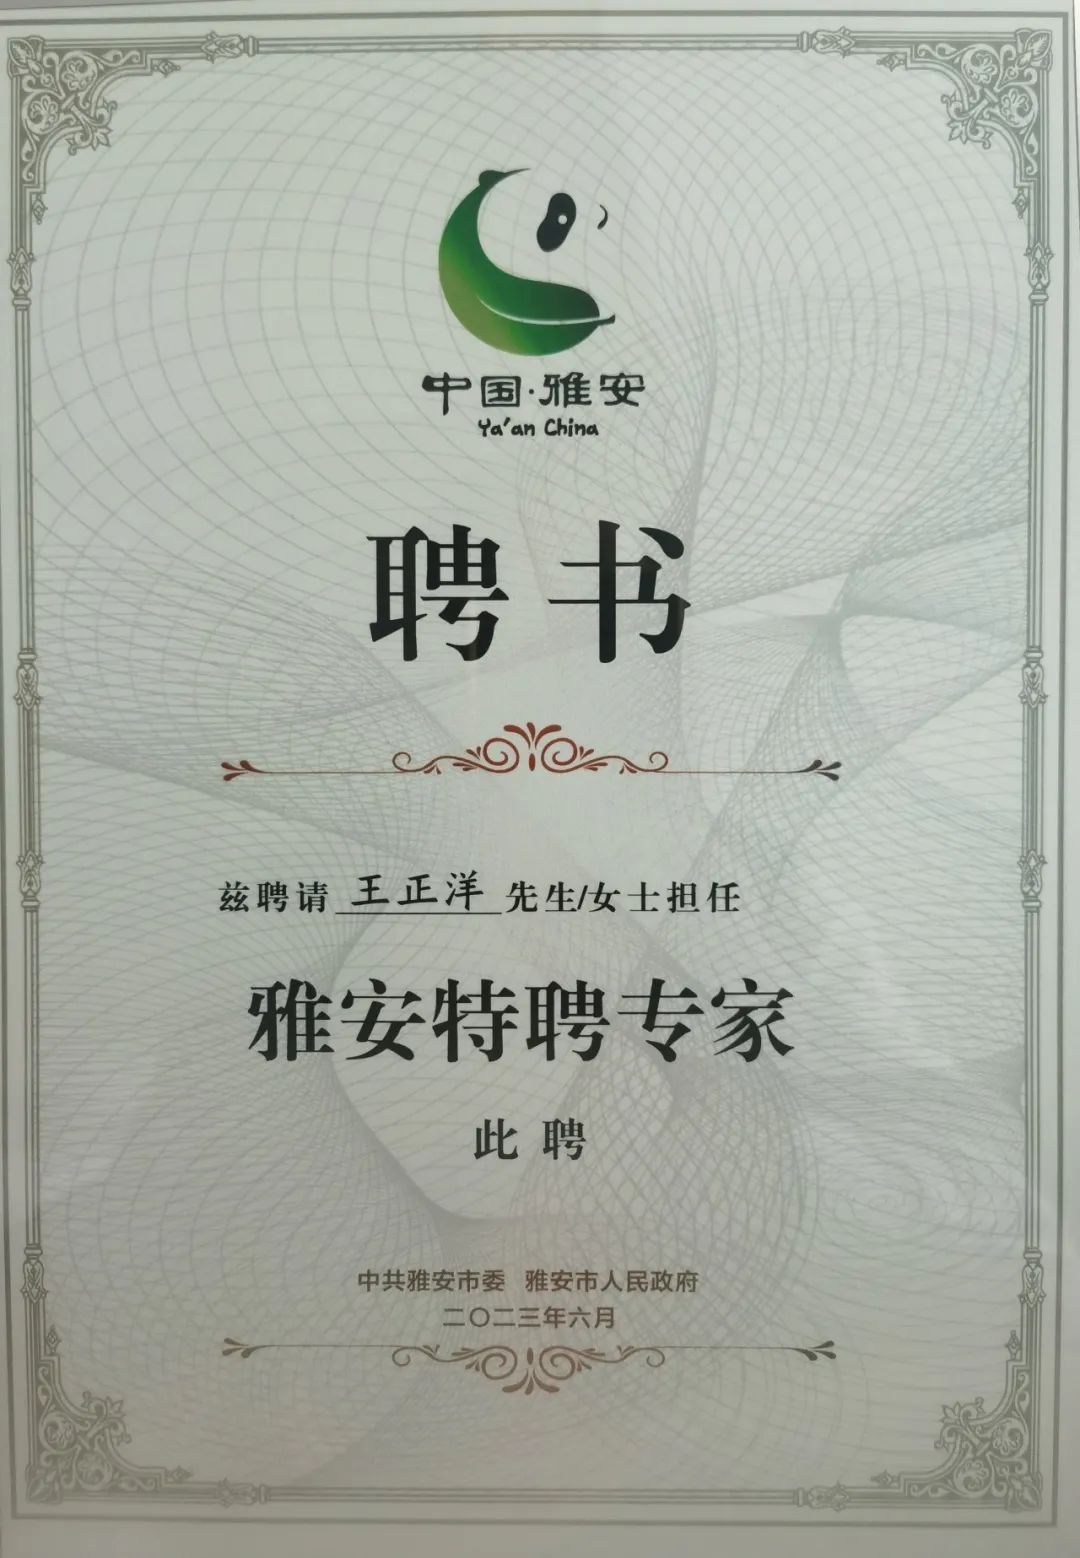 中国·雅安
Ya'an China
聘书
兹聘请 王正洋 先生/女士担任
雅安特聘专家
此聘
中共雅安市委 雅安市人民政府
二〇二三年六月